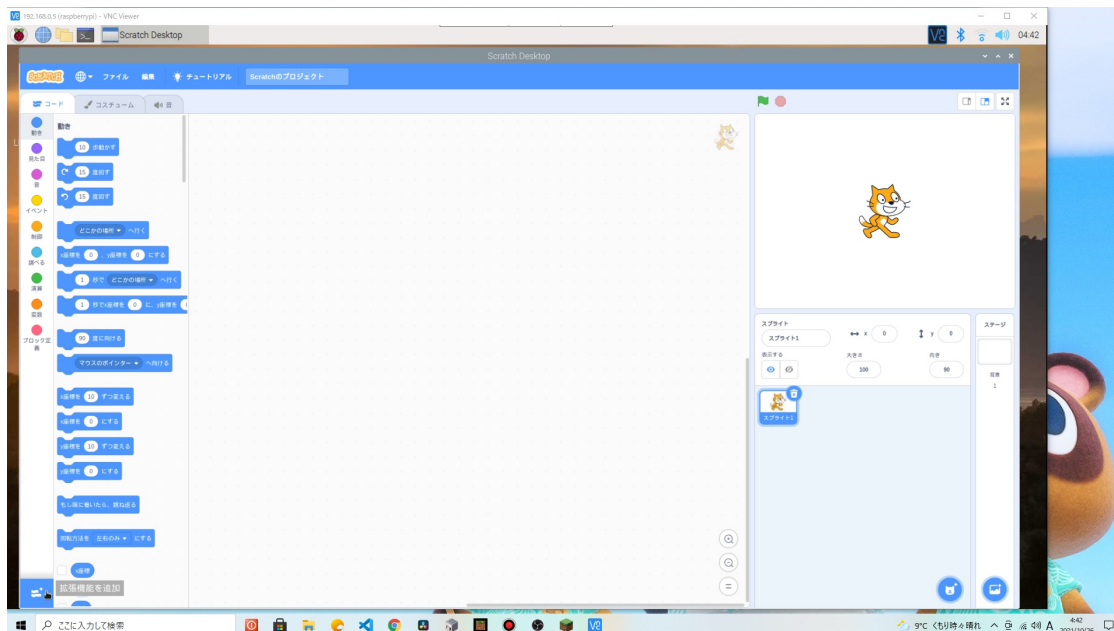 192.168.0.5 (raspberrypi) - VNC Viewer
Scratch Desktop
04:42
Scratch Desktop
SCRATCH
ファイル
編集
チュートリアル
Scratchのプロジェクト
コード
コスチューム
音
動き
見た目
音
イベント
制御
調べる
演算
変数
ブロック定義
動き
10 歩動かす
15 度回す
15 度回す
どこかの場所 へ行く
x座標を 0 、y座標を 0 にする
1 秒で どこかの場所 へ行く
1 秒でx座標を 0 に、y座標を
90 度に向ける
マウスのポインター へ向ける
x座標を 10 ずつ変える
x座標を 0 にする
y座標を 10 ずつ変える
y座標を 0 にする
もし端に着いたら、跳ね返る
回転方法を 左右のみ にする
x座標
拡張機能を追加
スプライト
スプライト1
x 0
y 0
表示する
大きさ
100
向き
90
スプライト1
ステージ
背景
1
ここに入力して検索
9°C くもり時々晴れ
A
4:42
2021/10/26